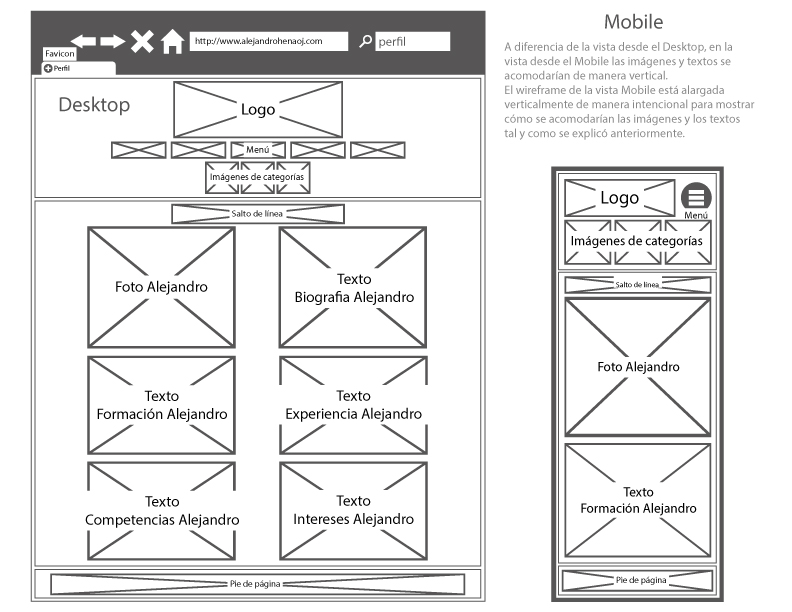 http://www.alejandrohenaoj.com
perfil
Favicon
Perfil
Desktop
Logo
Menú
Imágenes de categorías
Salto de línea
Foto Alejandro
Texto
Biografia Alejandro
Texto
Formación Alejandro
Texto
Experiencia Alejandro
Texto
Competencias Alejandro
Texto
Intereses Alejandro
Pie de página
Mobile
A diferencia de la vista desde el Desktop, en la
vista desde el Mobile las imágenes y textos se
acomodarían de manera vertical.
El wireframe de la vista Mobile está alargada
verticalmente de manera intencional para mostrar
cómo se acomodarían las imágenes y los textos
tal y como se explicó anteriormente.
Logo
Menú
Imágenes de categorías
Salto de línea
Foto Alejandro
Texto
Formación Alejandro
Pie de página